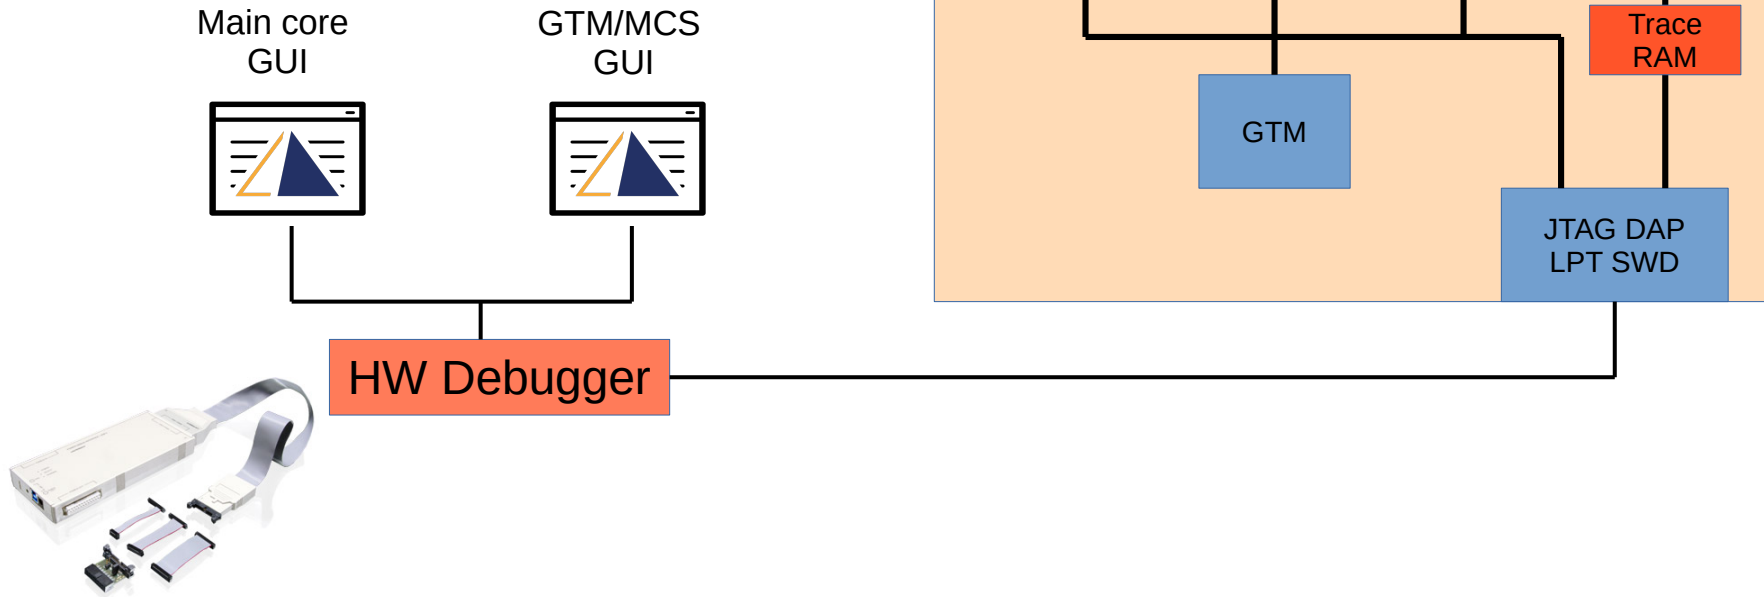 Main core
GUI
GTM/MCS
GUI
Trace
RAM
GTM
JTAG DAP
LPT SWD
HW Debugger